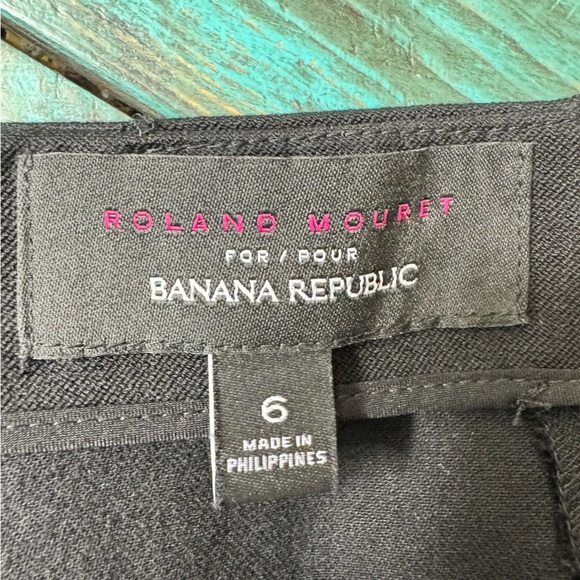 ROLAND MOURET
FOR / POUR
BANANA REPUBLIC
6
MADE IN
PHILIPPINES